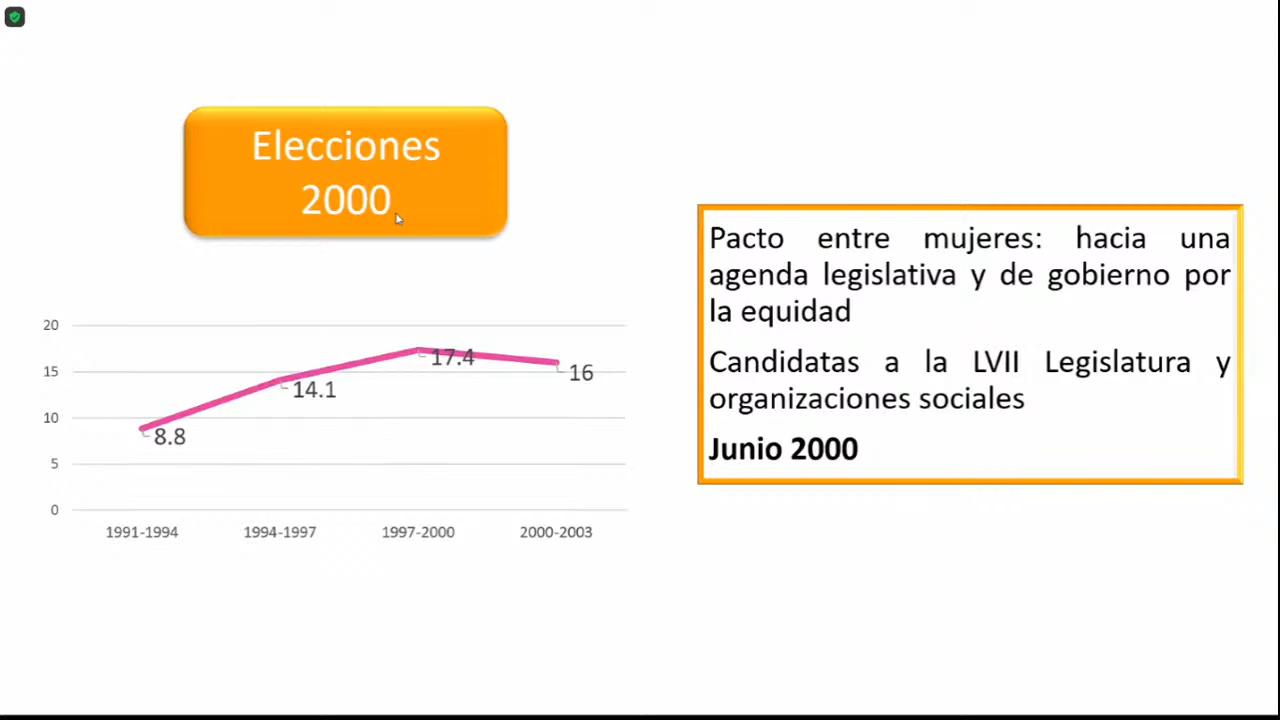 Elecciones
2000
20
15
10
5
0
8.8
14.1
17.4
16
1991-1994
1994-1997
1997-2000
2000-2003
Pacto entre mujeres: hacia una
agenda legislativa y de gobierno por
la equidad
Candidatas a la LVII Legislatura y
organizaciones sociales
Junio 2000